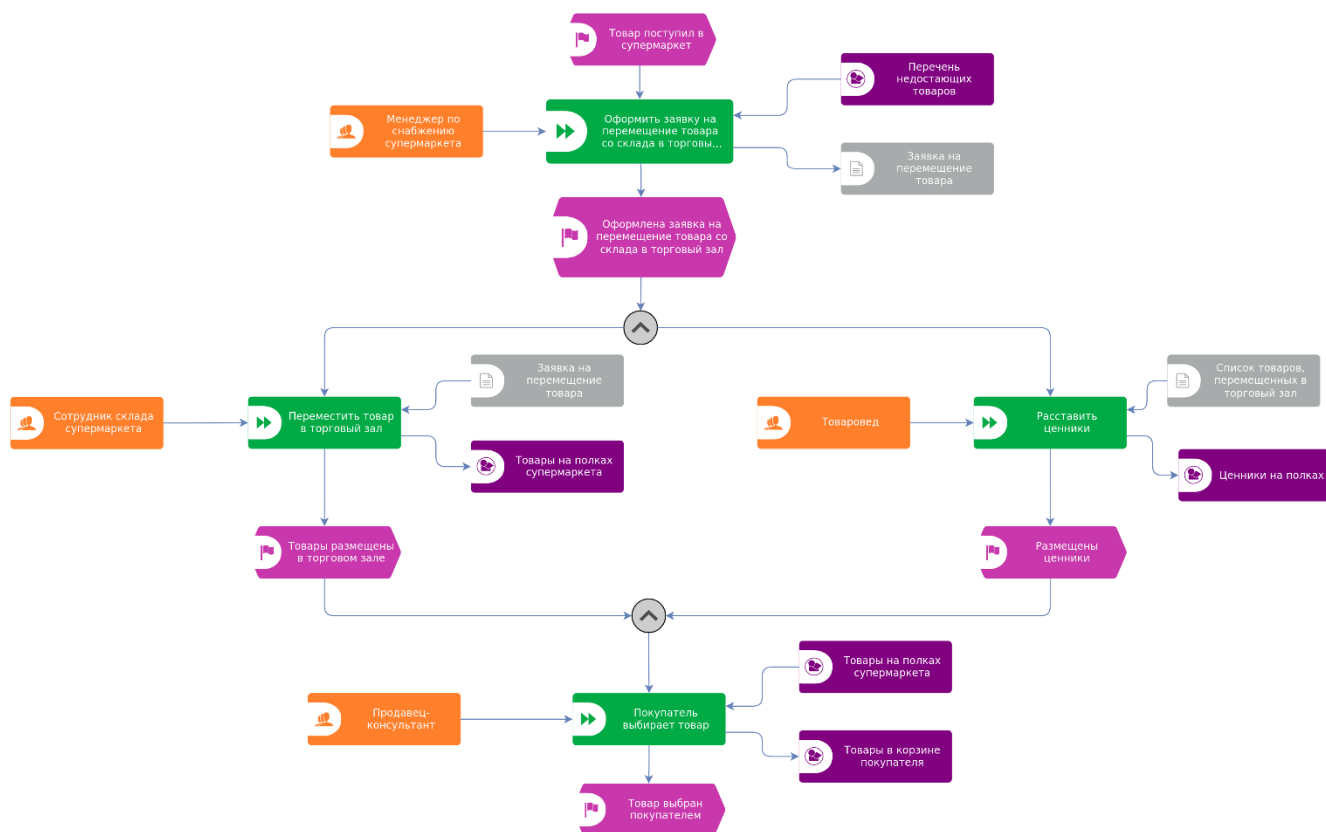 Товар поступил в
супермаркет
Перечень
недостающих
товаров
Менеджер по
снабжению
супермаркета
Оформить заявку на
перемещение товара
со склада в торговы...
Заявка на
перемещение
товара
Оформлена заявка на
перемещение товара со
склада в торговый зал
Заявка на
перемещение
товара
Список товаров,
перемещенных в
торговый зал
Сотрудник склада
супермаркета
Переместить товар
в торговый зал
Товаровед
Расставить
ценники
Товары на полках
супермаркета
Ценники на полках
Товары размещены
в торговом зале
Размещены
ценники
Товары на полках
супермаркета
Продавец-
консультант
Покупатель
выбирает товар
Товары в корзине
покупателя
Товар выбран
покупателем